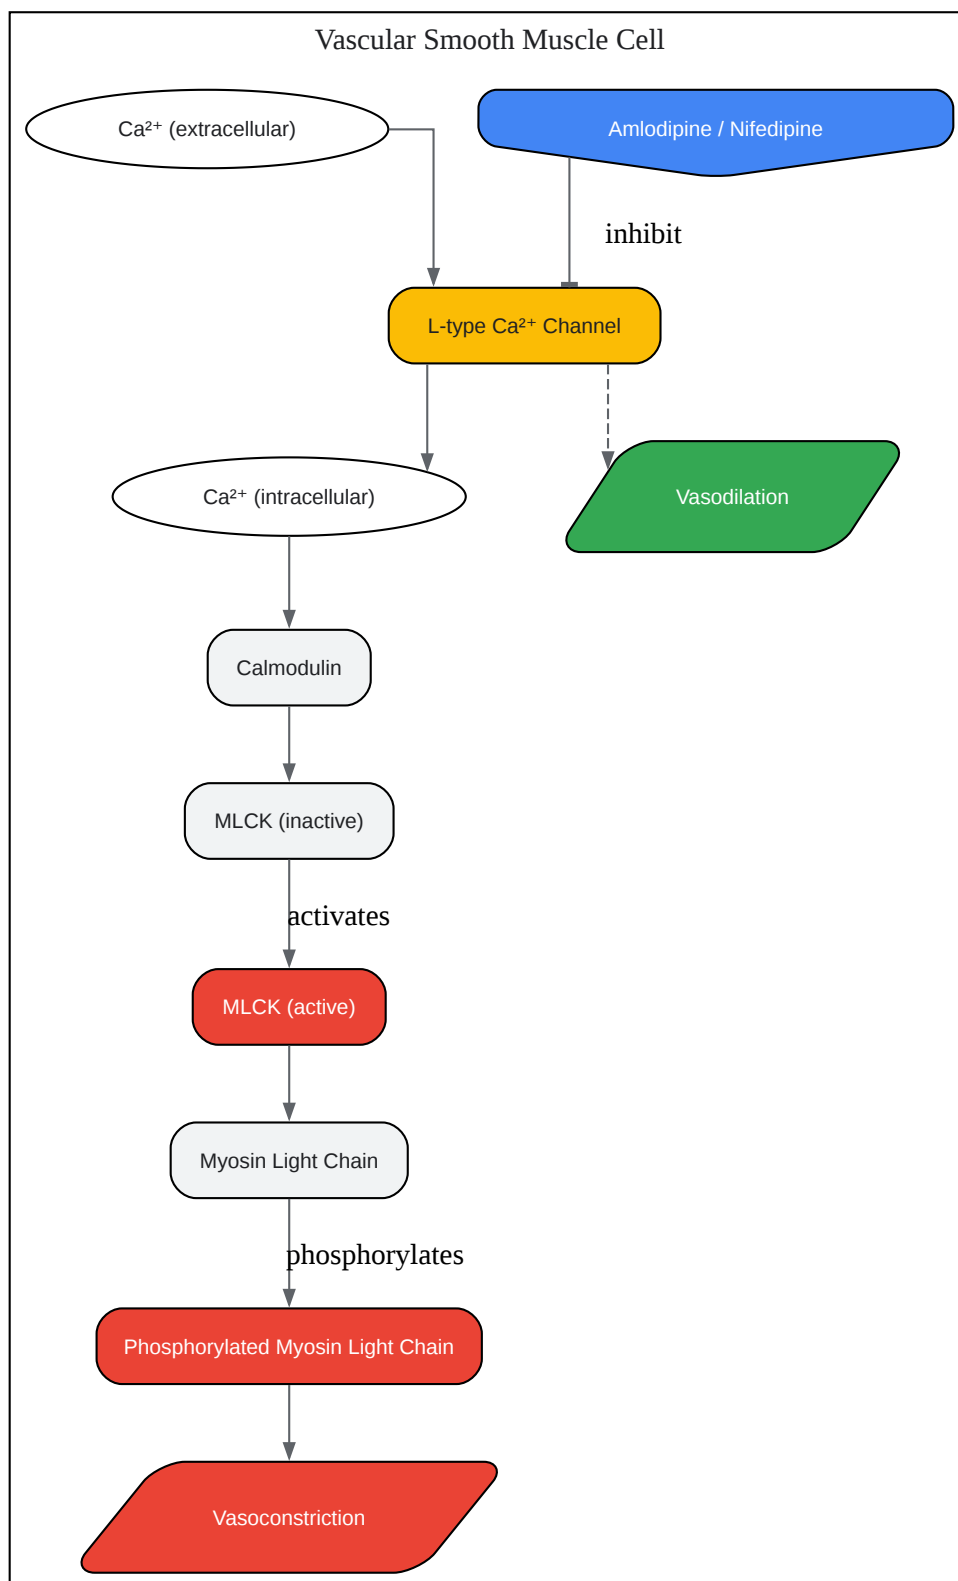 Vascular Smooth Muscle Cell
Ca²⁺ (extracellular)
Amlodipine / Nifedipine
inhibit
L-type Ca²⁺ Channel
Ca²⁺ (intracellular)
Vasodilation
Calmodulin
MLCK (inactive)
activates
MLCK (active)
Myosin Light Chain
phosphorylates
Phosphorylated Myosin Light Chain
Vasoconstriction